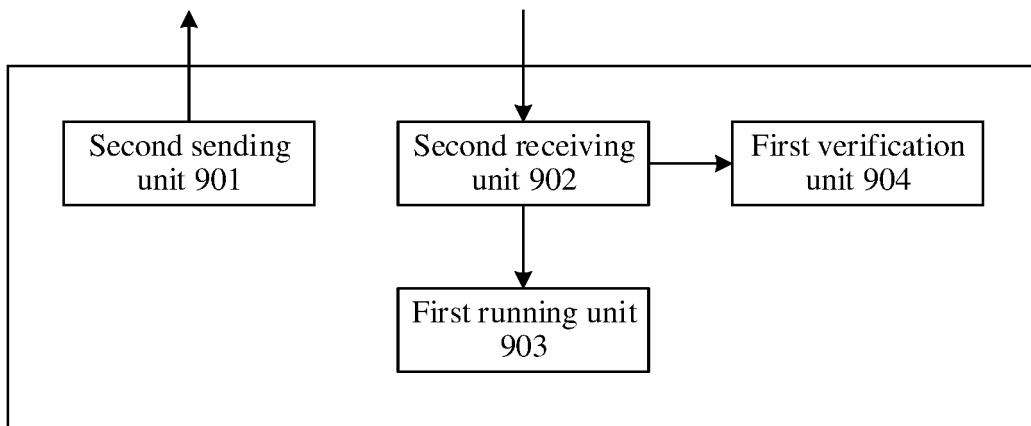 Second sending
unit 901
Second receiving
unit 902
First verification
unit 904
First running unit
903